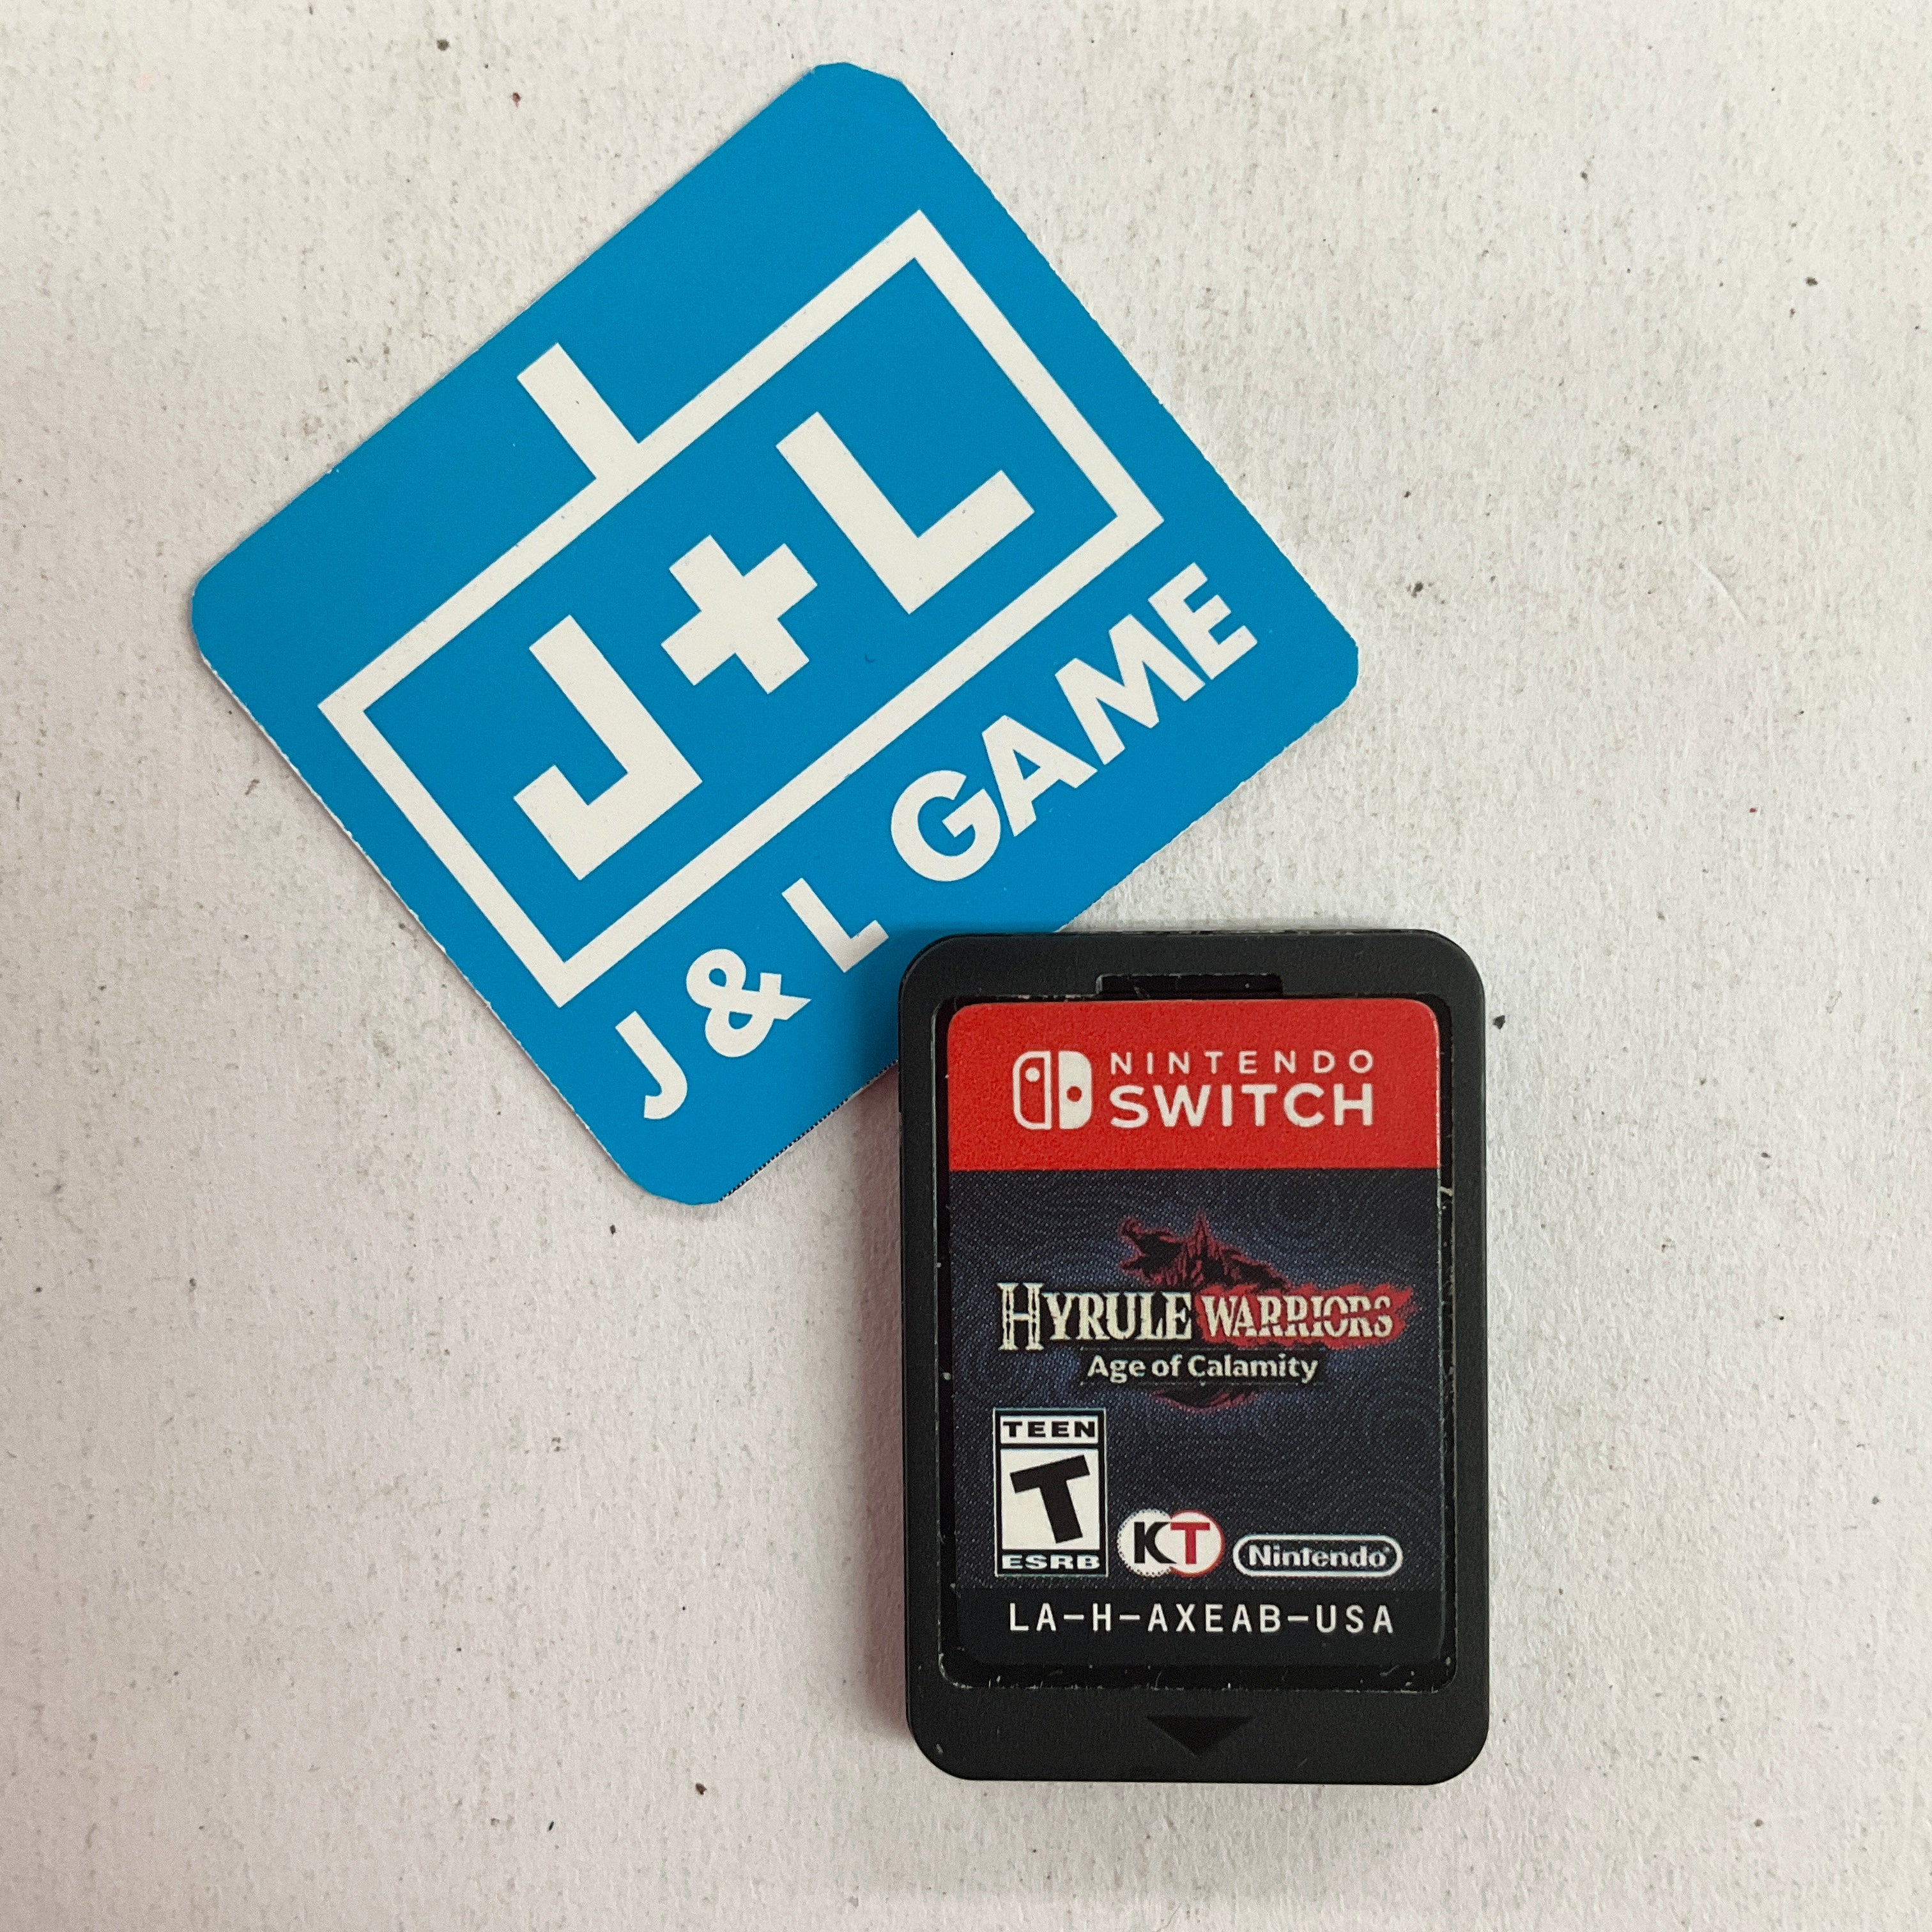 J+L
J & L GAME
NINTENDO
SWITCH
HYRULE WARRIORS
Age of Calamity
TEEN
T
ESRB
KT
Nintendo
LA-H-AXEAB-USA